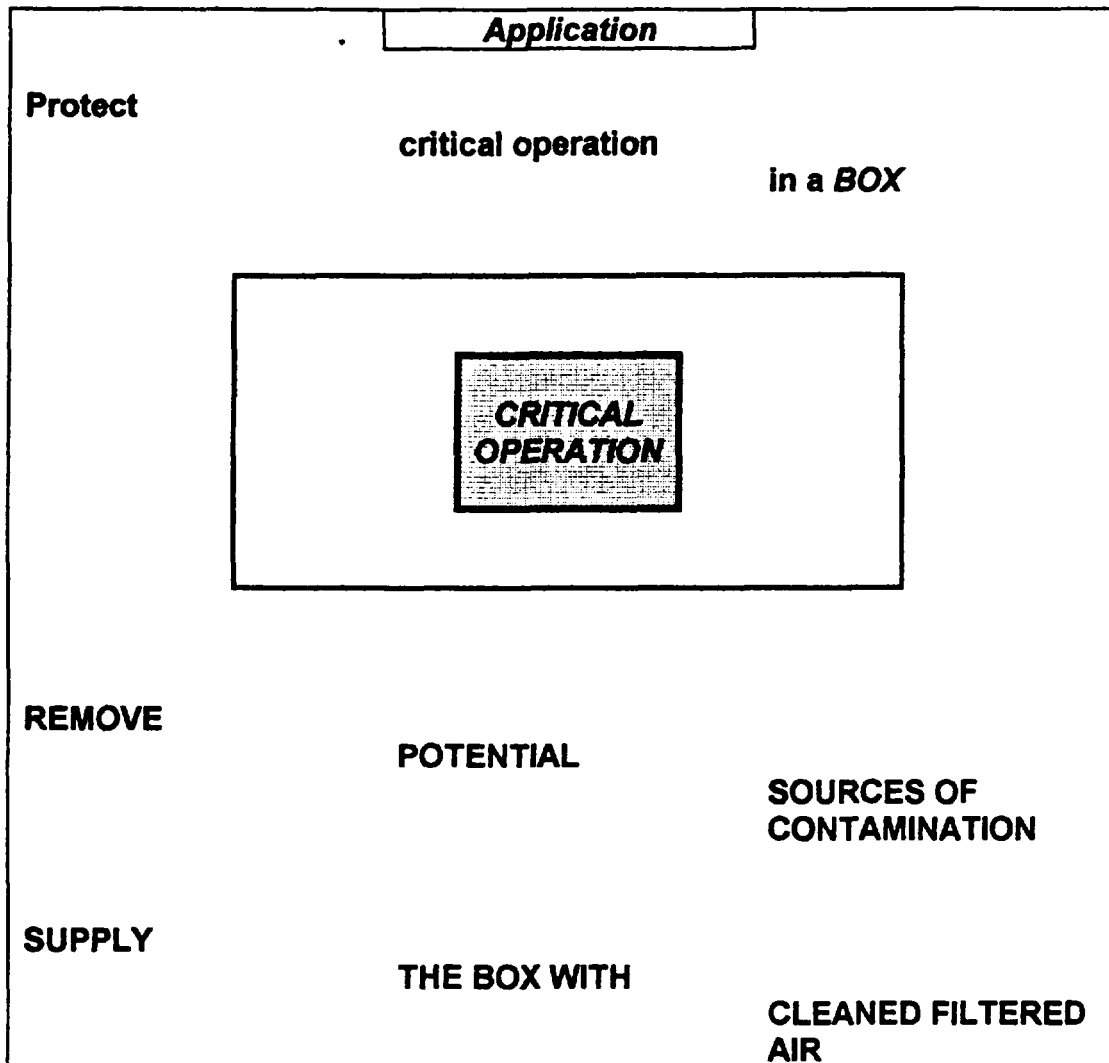 Application
Protect
critical operation
in a BOX
CRITICAL
OPERATION
REMOVE
POTENTIAL
SOURCES OF
CONTAMINATION
SUPPLY
THE BOX WITH
CLEANED FILTERED
AIR